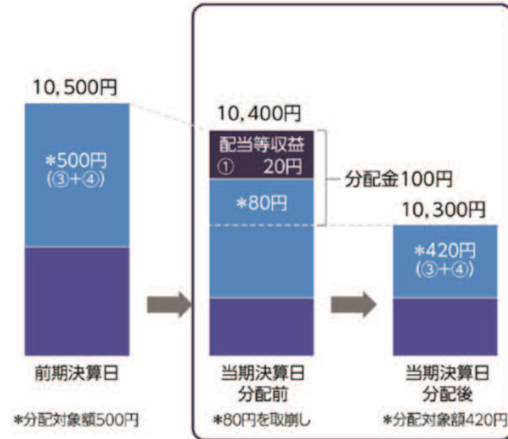 10,500円
*500円
(③+④)
前期決算日
*分配対象額500円
10,400円
配当等収益
① 20円
*80円
分配金100円
当期決算日
分配前
*80円を取崩し
10,300円
*420円
(③+④)
当期決算日
分配後
*分配対象額420円